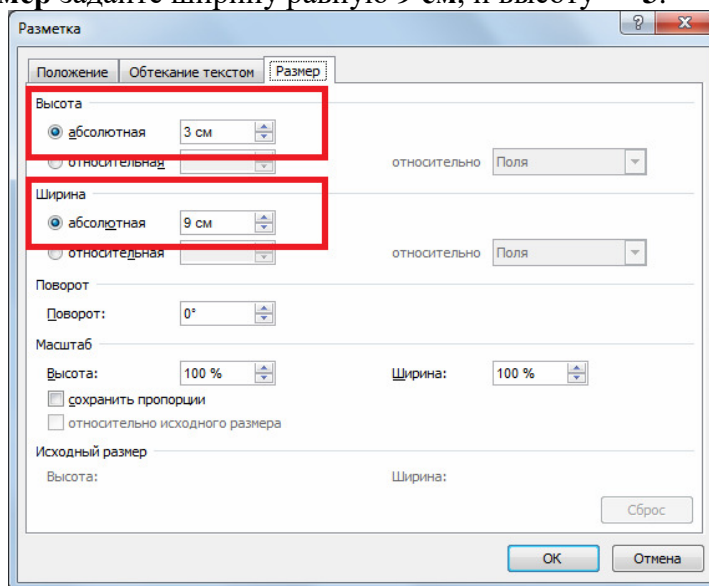 мер задайте ширину равную 9 см, и высоту – 3.
Разметка
Положение Обтекание текстом Размер
Высота
абсолютная 3 см
относительная относительно Поля
Ширина
абсолютная 9 см
относительная относительно Поля
Поворот
Поворот: 0°
Масштаб
Высота: 100 % Ширина: 100 %
сохранить пропорции
относительно исходного размера
Исходный размер
Высота: Ширина:
Сброс
ОК Отмена